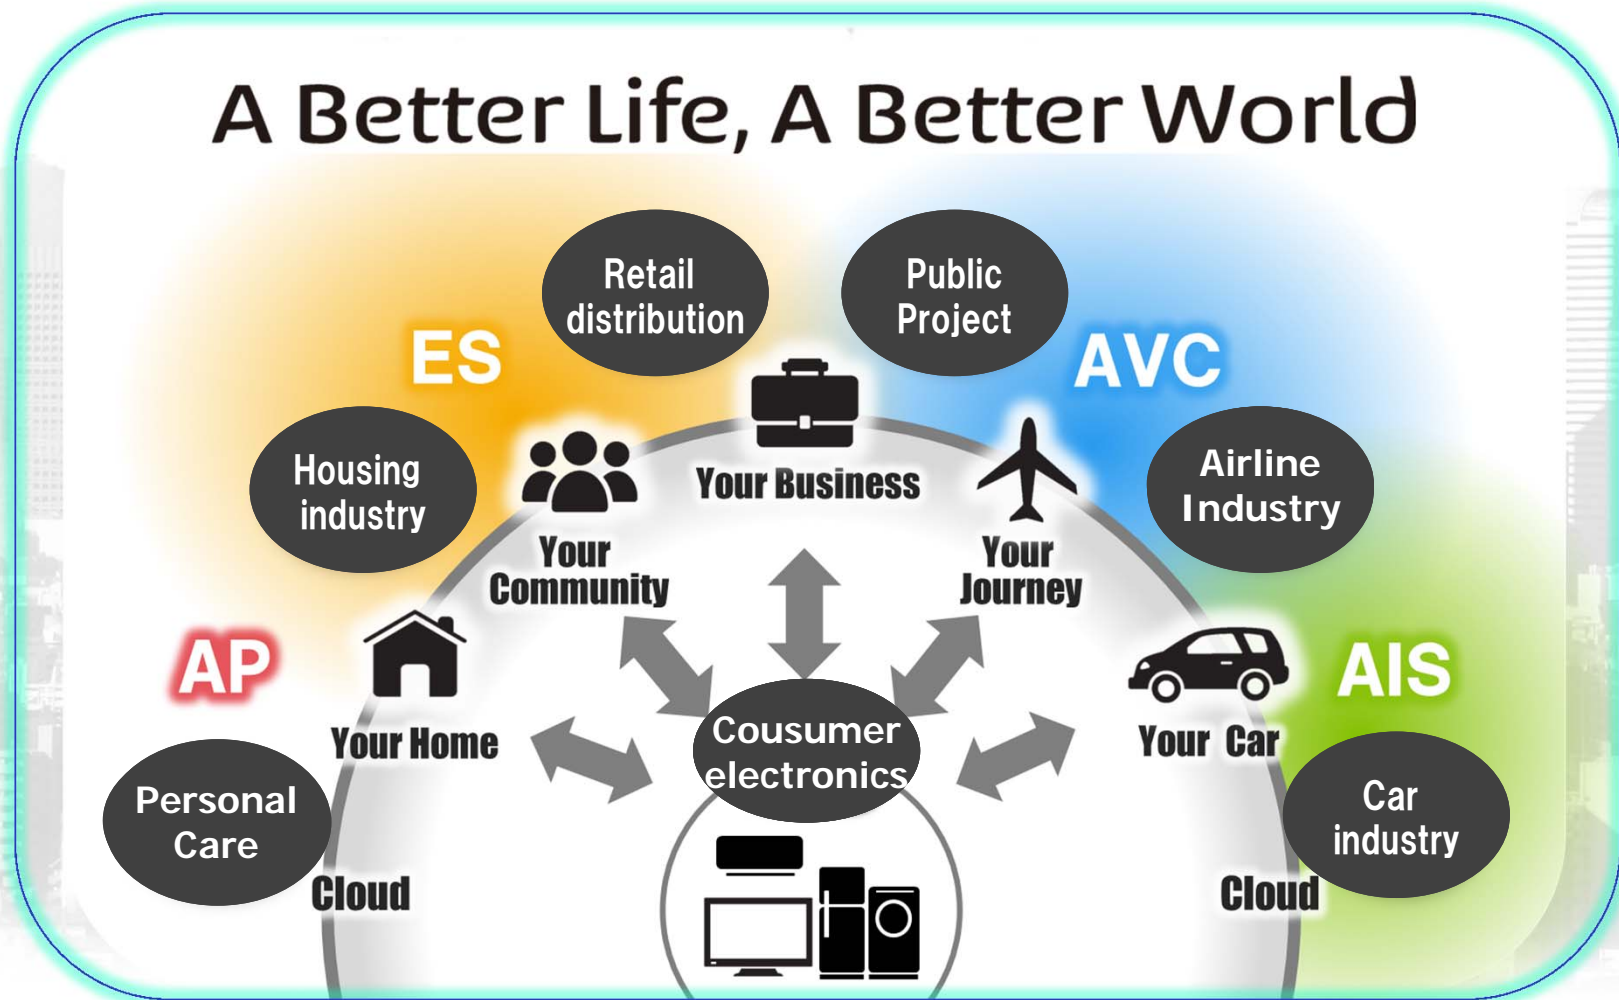 A Better Life, A Better World
Retail
distribution
Public
Project
ES
AVC
Housing
industry
Your Business
Airline
Industry
Your
Community
Your
Journey
AP
AIS
Your Home
Cousumer
electronics
Your Car
Personal
Care
Car
industry
Cloud
Cloud